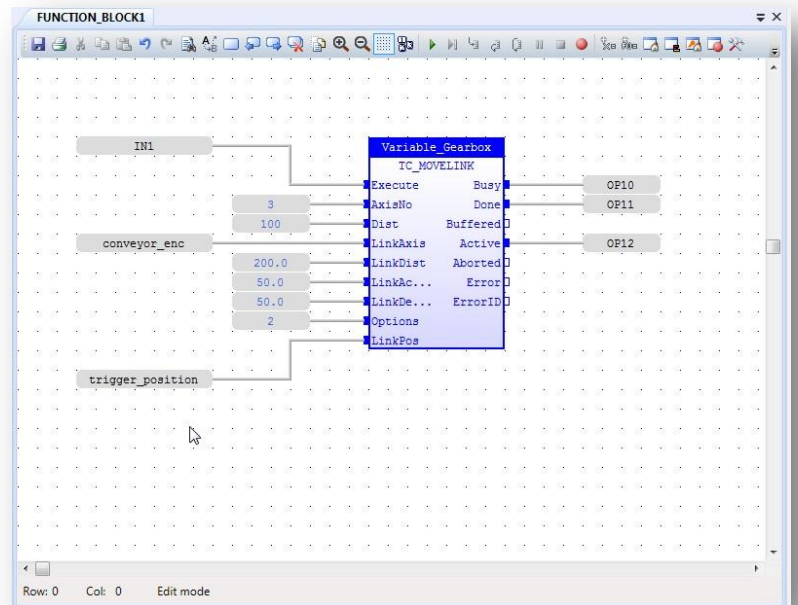 FUNCTION_BLOCK1
IN1
Variable_Gearbox
TC_MOVELINK
Execute Busy OP10
3 AxisNo Done OP11
100 Dist Buffered
conveyor_enc LinkAxis Active OP12
200.0 LinkDist Aborted
50.0 LinkAc... Error
50.0 LinkDe... ErrorID
2 Options
LinkPos
trigger_position
Row: 0 Col: 0 Edit mode